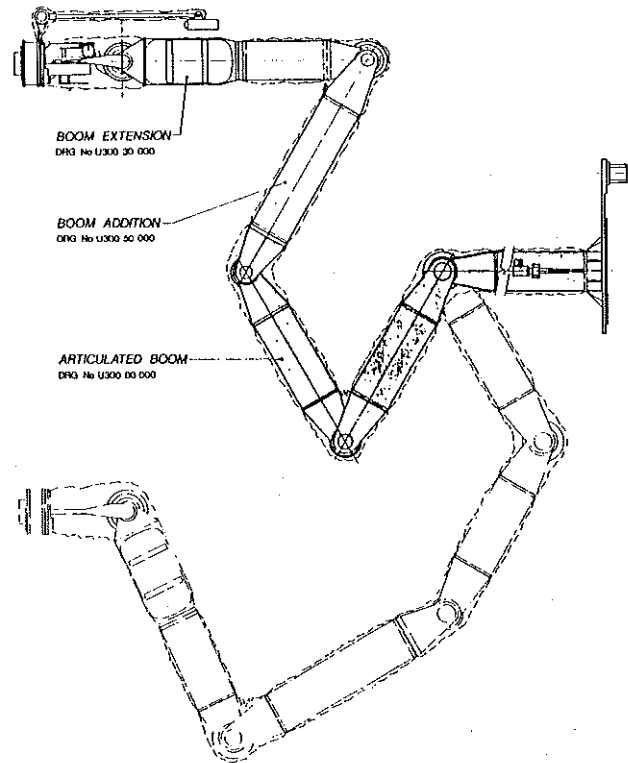 BOOM EXTENSION
DRG No U300 30 000
BOOM ADDITION
DRG No U300 50 000
ARTICULATED BOOM
DRG No U300 00 000